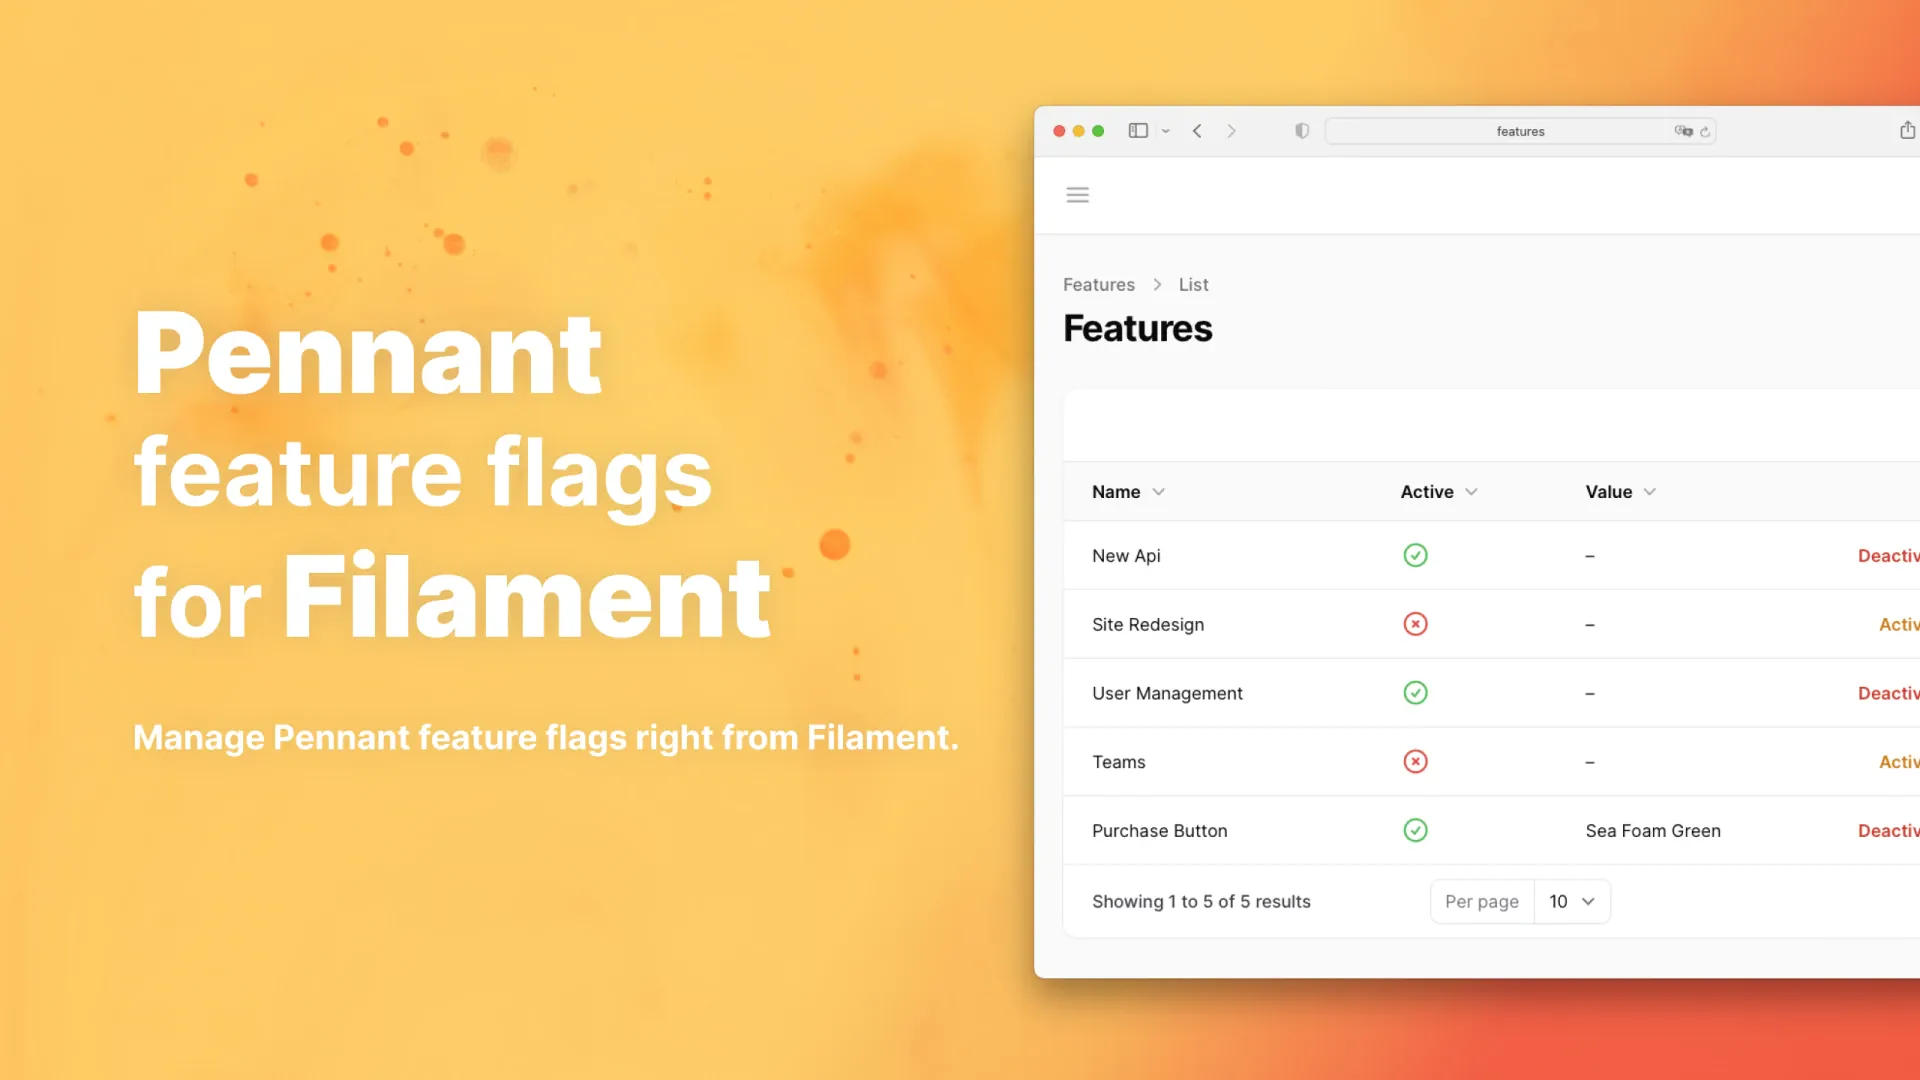 Pennant
feature flags
for Filament
Manage Pennant feature flags right from Filament.
features
Features > List
Features
Name Active Value
New Api – Deactiv
Site Redesign – Activ
User Management – Deactiv
Teams – Activ
Purchase Button Sea Foam Green Deactiv
Showing 1 to 5 of 5 results Per page 10